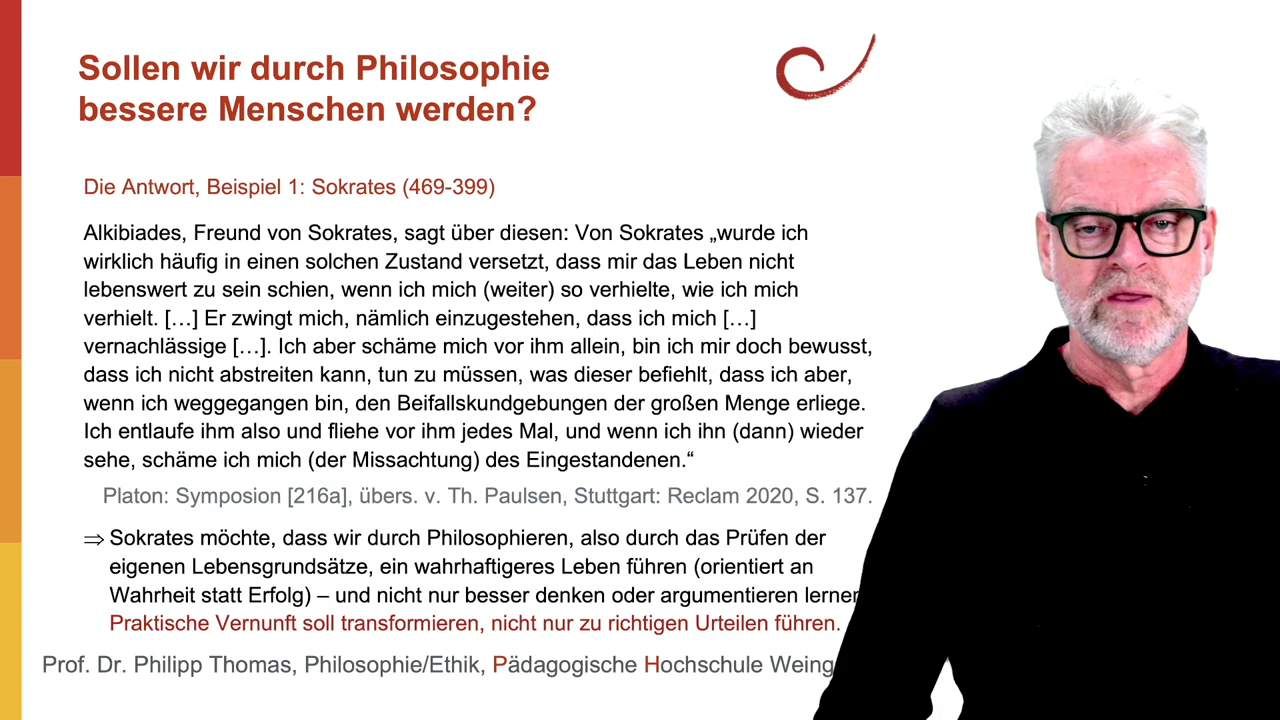 Sollen wir durch Philosophie
bessere Menschen werden?
Die Antwort, Beispiel 1: Sokrates (469-399)
Alkibiades, Freund von Sokrates, sagt über diesen: Von Sokrates „wurde ich
wirklich häufig in einen solchen Zustand versetzt, dass mir das Leben nicht
lebenswert zu sein schien, wenn ich mich (weiter) so verhielte, wie ich mich
verhielt. […] Er zwingt mich, nämlich einzugestehen, dass ich mich […]
vernachlässige […]. Ich aber schäme mich vor ihm allein, bin ich mir doch bewusst,
dass ich nicht abstreiten kann, tun zu müssen, was dieser befiehlt, dass ich aber,
wenn ich weggegangen bin, den Beifallskundgebungen der großen Menge erliege.
Ich entlaufe ihm also und fliehe vor ihm jedes Mal, und wenn ich ihn (dann) wieder
sehe, schäme ich mich (der Missachtung) des Eingestandenen.“
Platon: Symposion [216a], übers. v. Th. Paulsen, Stuttgart: Reclam 2020, S. 137.
⇒ Sokrates möchte, dass wir durch Philosophieren, also durch das Prüfen der
eigenen Lebensgrundsätze, ein wahrhaftigeres Leben führen (orientiert an
Wahrheit statt Erfolg) – und nicht nur besser denken oder argumentieren lernen
Praktische Vernunft soll transformieren, nicht nur zu richtigen Urteilen führen.
Prof. Dr. Philipp Thomas, Philosophie/Ethik, Pädagogische Hochschule Weing